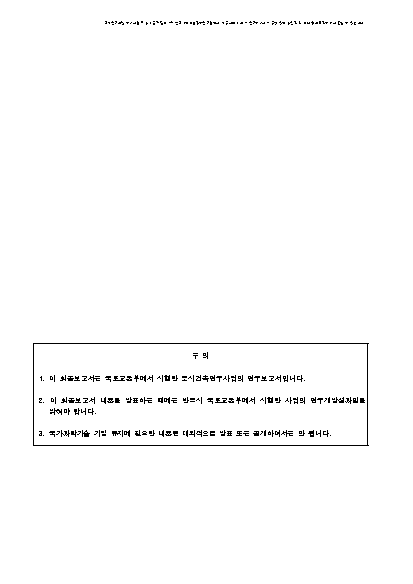 주 의
1. 이 최종보고서는 국토교통부에서 시행한 도시건축연구사업의 연구보고서입니다.
2. 이 최종보고서 내용을 발표하는 때에는 반드시 국토교통부에서 시행한 사업의 연구개발성과임을
밝혀야 합니다.
3. 국가과학기술 기밀 유지에 필요한 내용은 대외적으로 발표 또는 공개하여서는 안 됩니다.